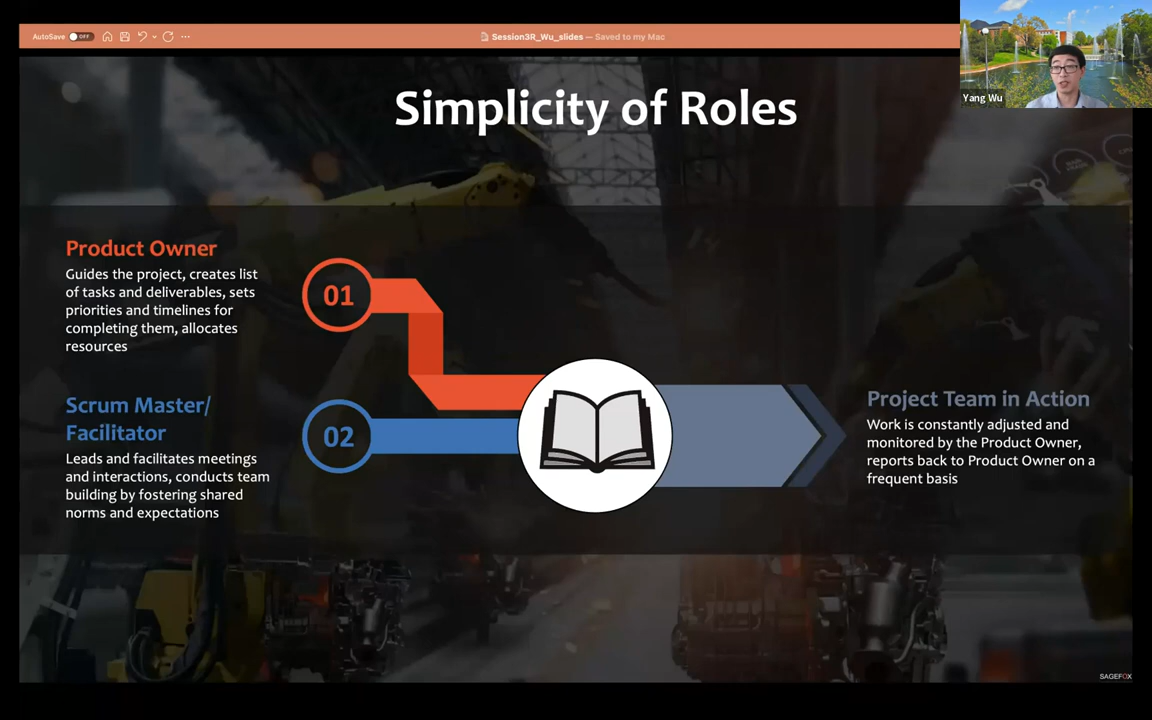 AutoSave OFF
Session3R_Wu_slides — Saved to my Mac
Yang Wu
Simplicity of Roles
Product Owner
Guides the project, creates list
of tasks and deliverables, sets
priorities and timelines for
completing them, allocates
resources
01
Scrum Master/
Facilitator
Leads and facilitates meetings
and interactions, conducts team
building by fostering shared
norms and expectations
02
Project Team in Action
Work is constantly adjusted and
monitored by the Product Owner,
reports back to Product Owner on a
frequent basis
SAGEFOX